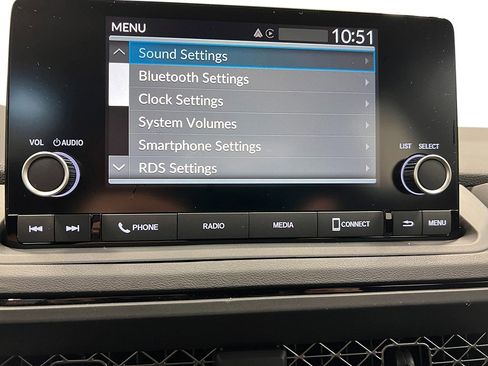 MENU 10:51
Sound Settings
Bluetooth Settings
Clock Settings
System Volumes
Smartphone Settings
RDS Settings
VOL AUDIO
LIST SELECT
PHONE RADIO MEDIA CONNECT MENU